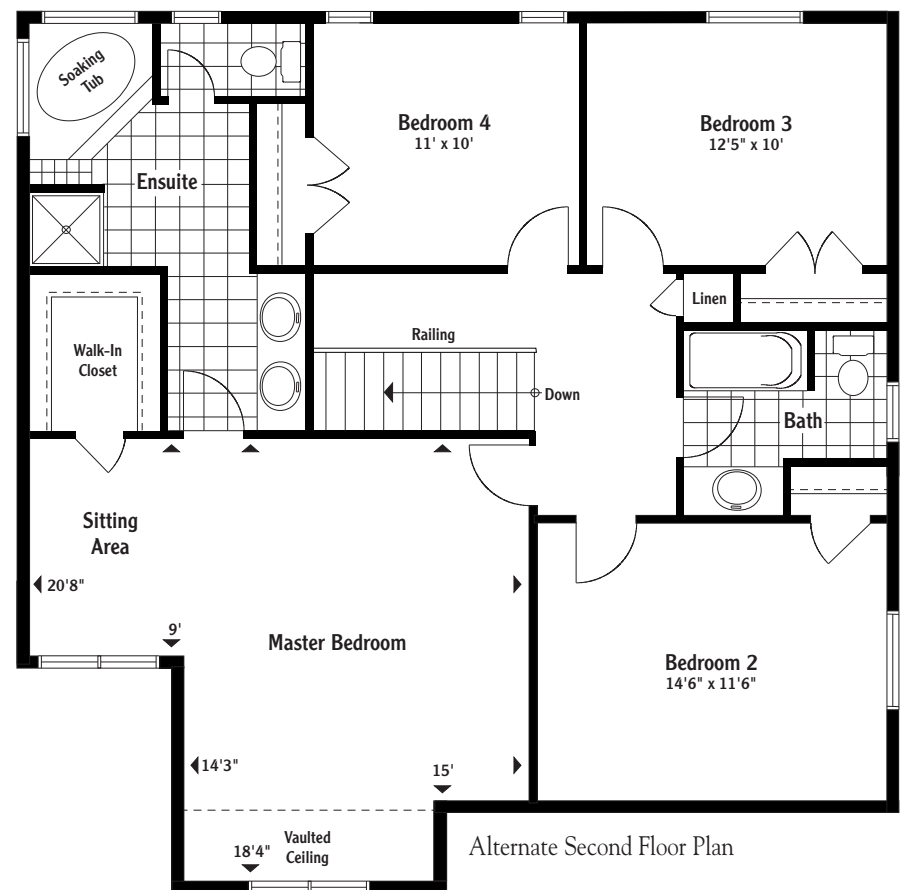 Soaking
Tub
Bedroom 4
11' x 10'
Bedroom 3
12'5" x 10'
Ensuite
Linen
Walk-In
Closet
Railing
Down
Bath
Sitting
Area
20'8"
9'
Master Bedroom
Bedroom 2
14'6" x 11'6"
14'3"
15'
18'4"
Vaulted
Ceiling
Alternate Second Floor Plan